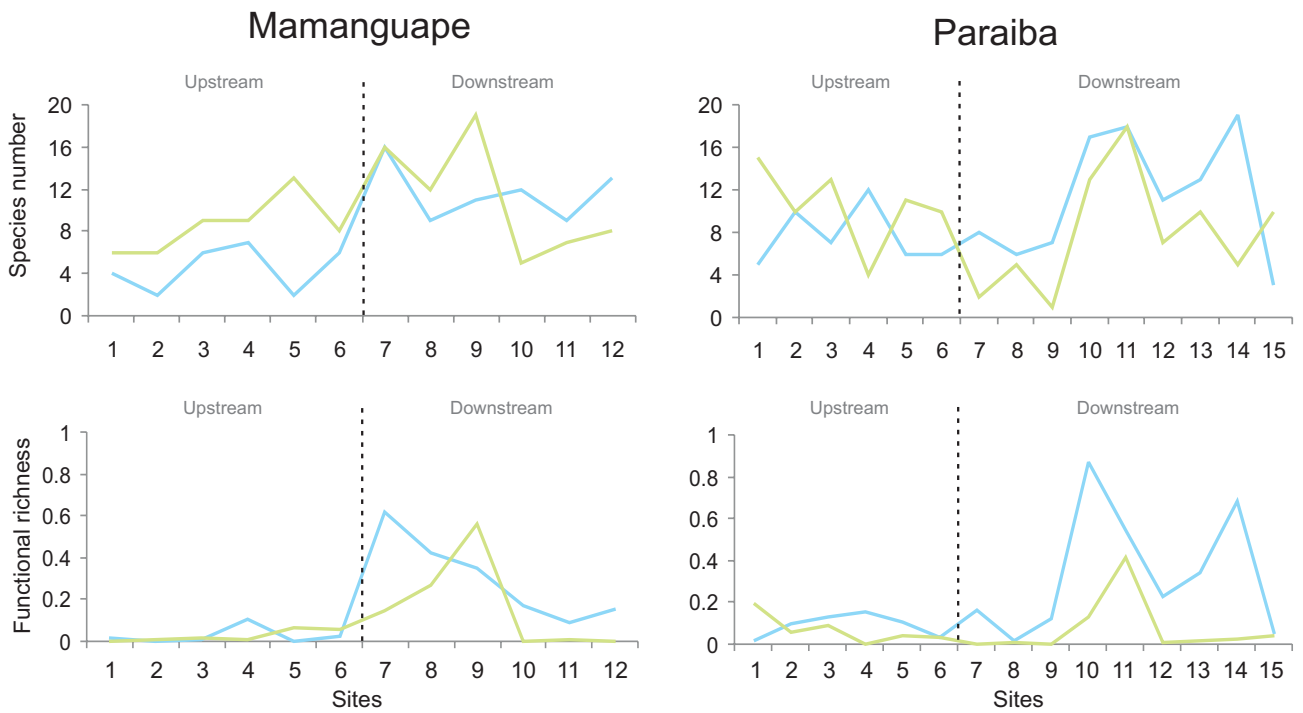 Mamanguape
Paraiba
Upstream Downstream
Species number
20
16
12
8
4
0
1 2 3 4 5 6 7 8 9 10 11 12
Upstream Downstream
20
16
12
8
4
0
1 2 3 4 5 6 7 8 9 10 11 12 13 14 15
Upstream Downstream
Functional richness
1
0.8
0.6
0.4
0.2
0
1 2 3 4 5 6 7 8 9 10 11 12
Sites
Upstream Downstream
1
0.8
0.6
0.4
0.2
0
1 2 3 4 5 6 7 8 9 10 11 12 13 14 15
Sites